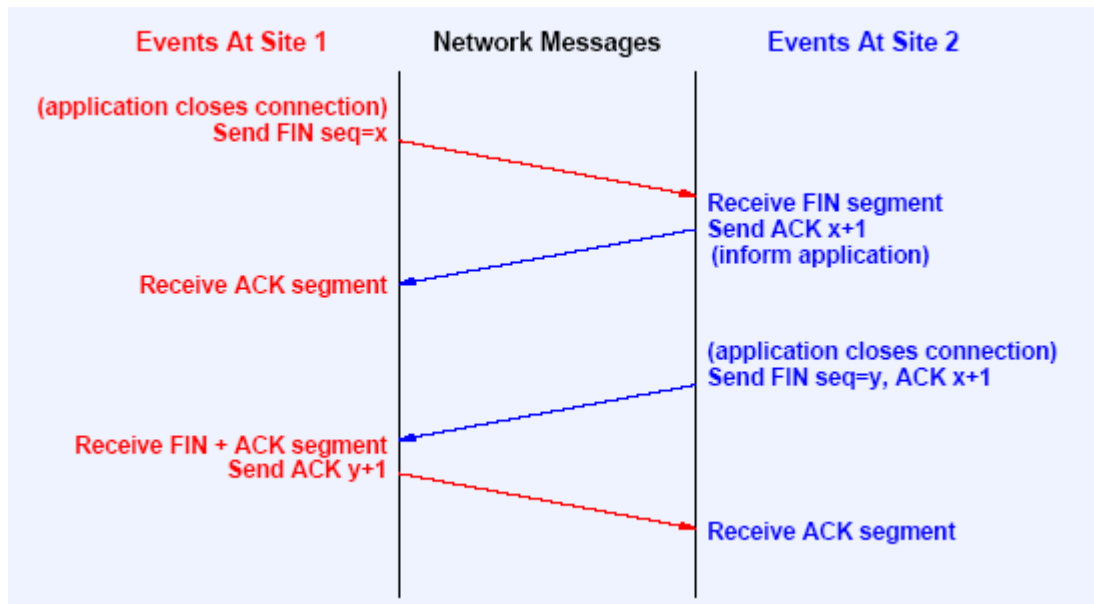 Events At Site 1
Network Messages
Events At Site 2
(application closes connection)
Send FIN seq=x
Receive FIN segment
Send ACK x+1
(inform application)
Receive ACK segment
(application closes connection)
Send FIN seq=y, ACK x+1
Receive FIN + ACK segment
Send ACK y+1
Receive ACK segment